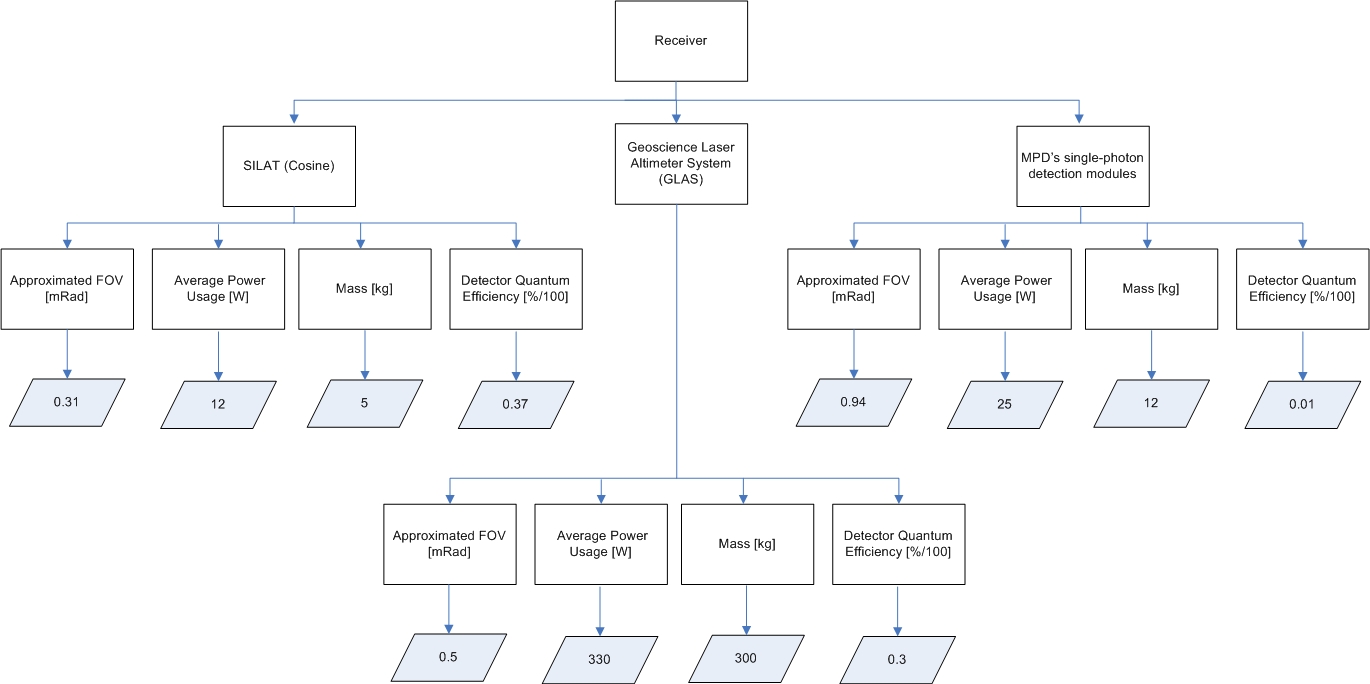 Receiver
SILAT (Cosine)
Geoscience Laser
Altimeter System
(GLAS)
MPD's single-photon
detection modules
Approximated FOV
[mRad]
Average Power
Usage [W]
Mass [kg]
Detector Quantum
Efficiency [%/100]
Approximated FOV
[mRad]
Average Power
Usage [W]
Mass [kg]
Detector Quantum
Efficiency [%/100]
0.31
12
5
0.37
0.94
25
12
0.01
Approximated FOV
[mRad]
Average Power
Usage [W]
Mass [kg]
Detector Quantum
Efficiency [%/100]
0.5
330
300
0.3